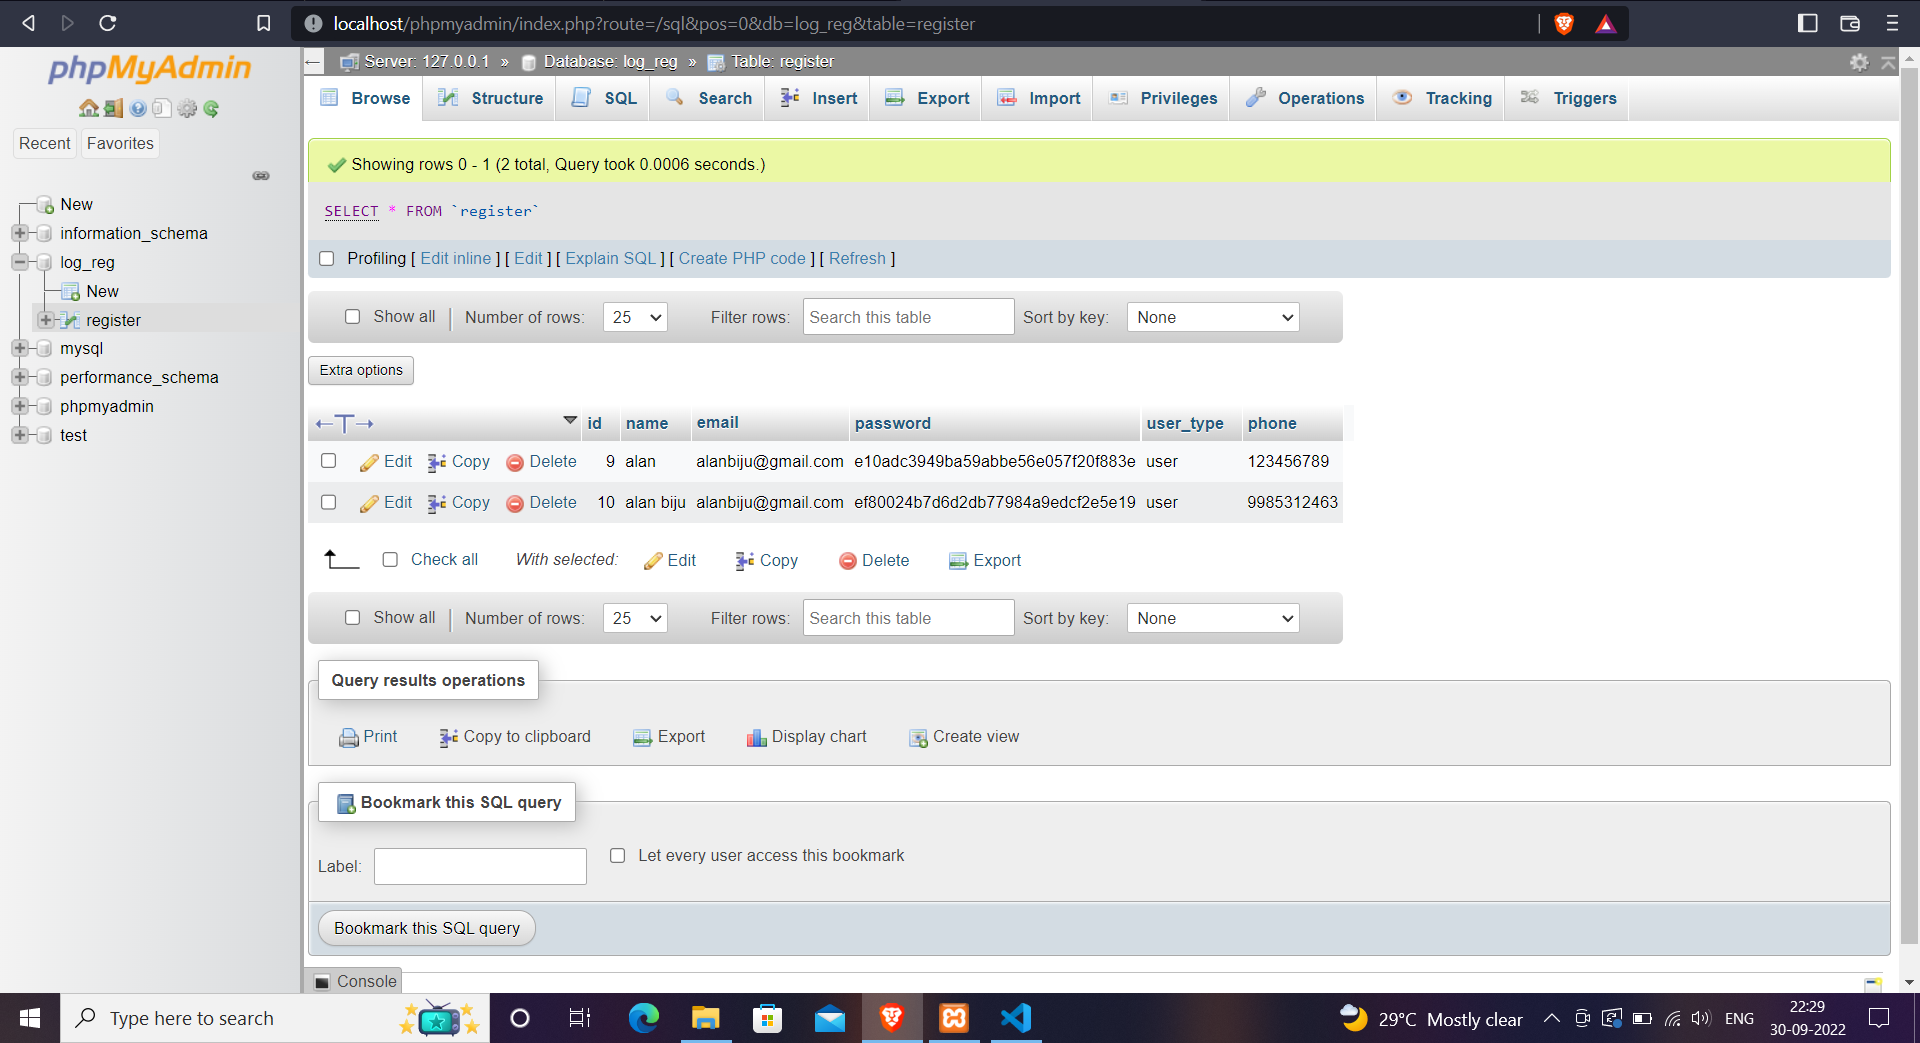 localhost/phpmyadmin/index.php?route=/sql&pos=0&db=log_reg&table=register
phpMyAdmin
Recent Favorites
New
information_schema
log_reg
New
register
mysql
performance_schema
phpmyadmin
test
Server: 127.0.0.1 » Database: log_reg » Table: register
Browse Structure SQL Search Insert Export Import Privileges Operations Tracking Triggers
Showing rows 0 - 1 (2 total, Query took 0.0006 seconds.)
SELECT * FROM `register`
Profiling [ Edit inline ] [ Edit ] [ Explain SQL ] [ Create PHP code ] [ Refresh ]
Show all | Number of rows: 25 Filter rows: Search this table Sort by key: None
Extra options
←T→ id name email password user_type phone
Edit Copy Delete 9 alan alanbiju@gmail.com e10adc3949ba59abbe56e057f20f883e user 123456789
Edit Copy Delete 10 alan biju alanbiju@gmail.com ef80024b7d6d2db77984a9edcf2e5e19 user 9985312463
Check all With selected: Edit Copy Delete Export
Show all | Number of rows: 25 Filter rows: Search this table Sort by key: None
Query results operations
Print Copy to clipboard Export Display chart Create view
Bookmark this SQL query
Label: Let every user access this bookmark
Bookmark this SQL query
Console
Type here to search
29°C Mostly clear
ENG
22:29
30-09-2022